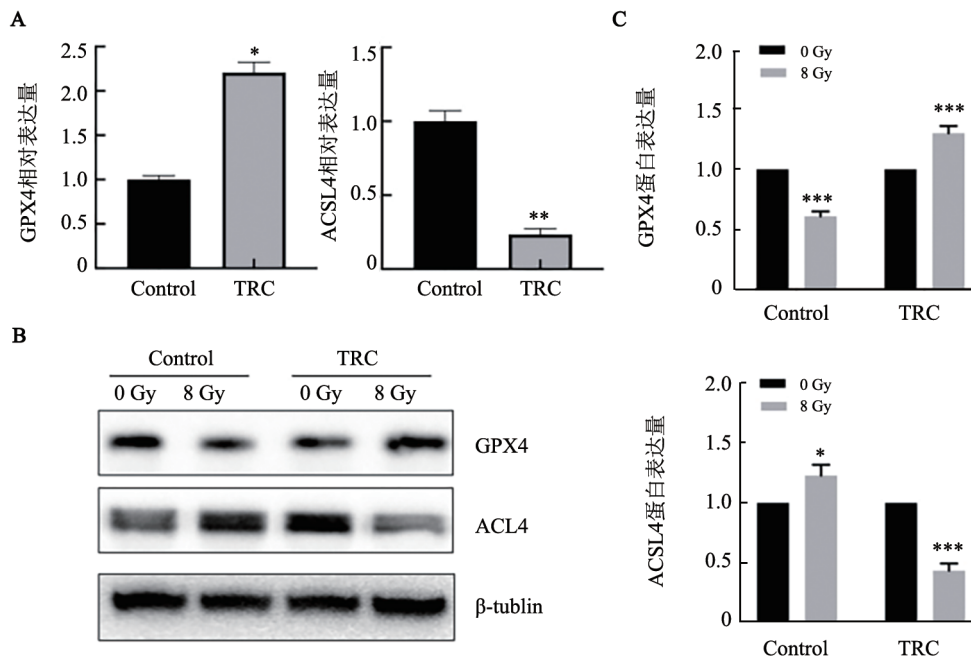 A
GPX4相对表达量
2.5
2.0
1.5
1.0
0.5
0
*
Control
TRC
ACSL4相对表达量
1.5
1.0
0.5
0
**
Control
TRC
B
Control
TRC
0 Gy
8 Gy
0 Gy
8 Gy
GPX4
ACL4
β-tublin
C
GPX4蛋白表达量
2.0
1.5
1.0
0.5
0
0 Gy
8 Gy
***
***
Control
TRC
ACSL4蛋白表达量
2.0
1.5
1.0
0.5
0
0 Gy
8 Gy
*
***
Control
TRC